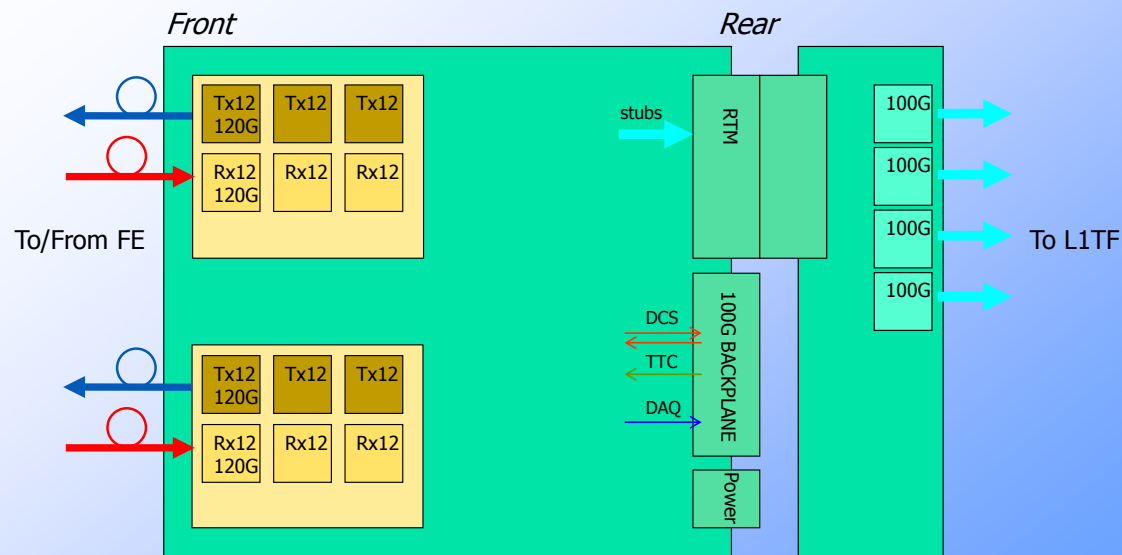 Front
Rear
Tx12
120G
Tx12
Tx12
Rx12
120G
Rx12
Rx12
To/From FE
Tx12
120G
Tx12
Tx12
Rx12
120G
Rx12
Rx12
stubs
RTM
DCS
TTC
DAQ
100G BACKPLANE
Power
100G
100G
100G
100G
To L1TF